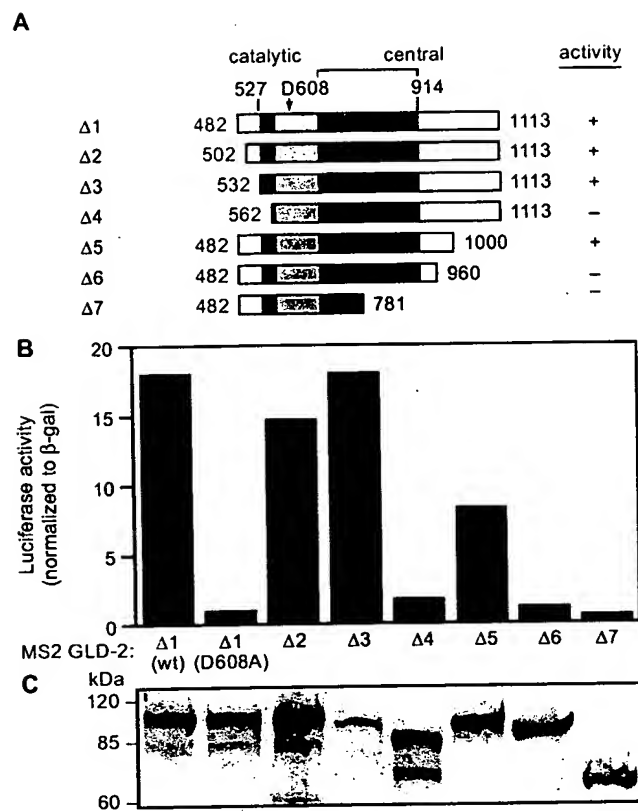 A
catalytic central activity
527 D608 914
Δ1 482 1113 +
Δ2 502 1113 +
Δ3 532 1113 +
Δ4 562 1113 –
Δ5 482 1000 +
Δ6 482 960 –
Δ7 482 781 –
B
Luciferase activity
(normalized to β-gal)
20
15
10
5
0
MS2 GLD-2: Δ1 Δ1 Δ2 Δ3 Δ4 Δ5 Δ6 Δ7
(wt) (D608A)
C kDa
120
85
60